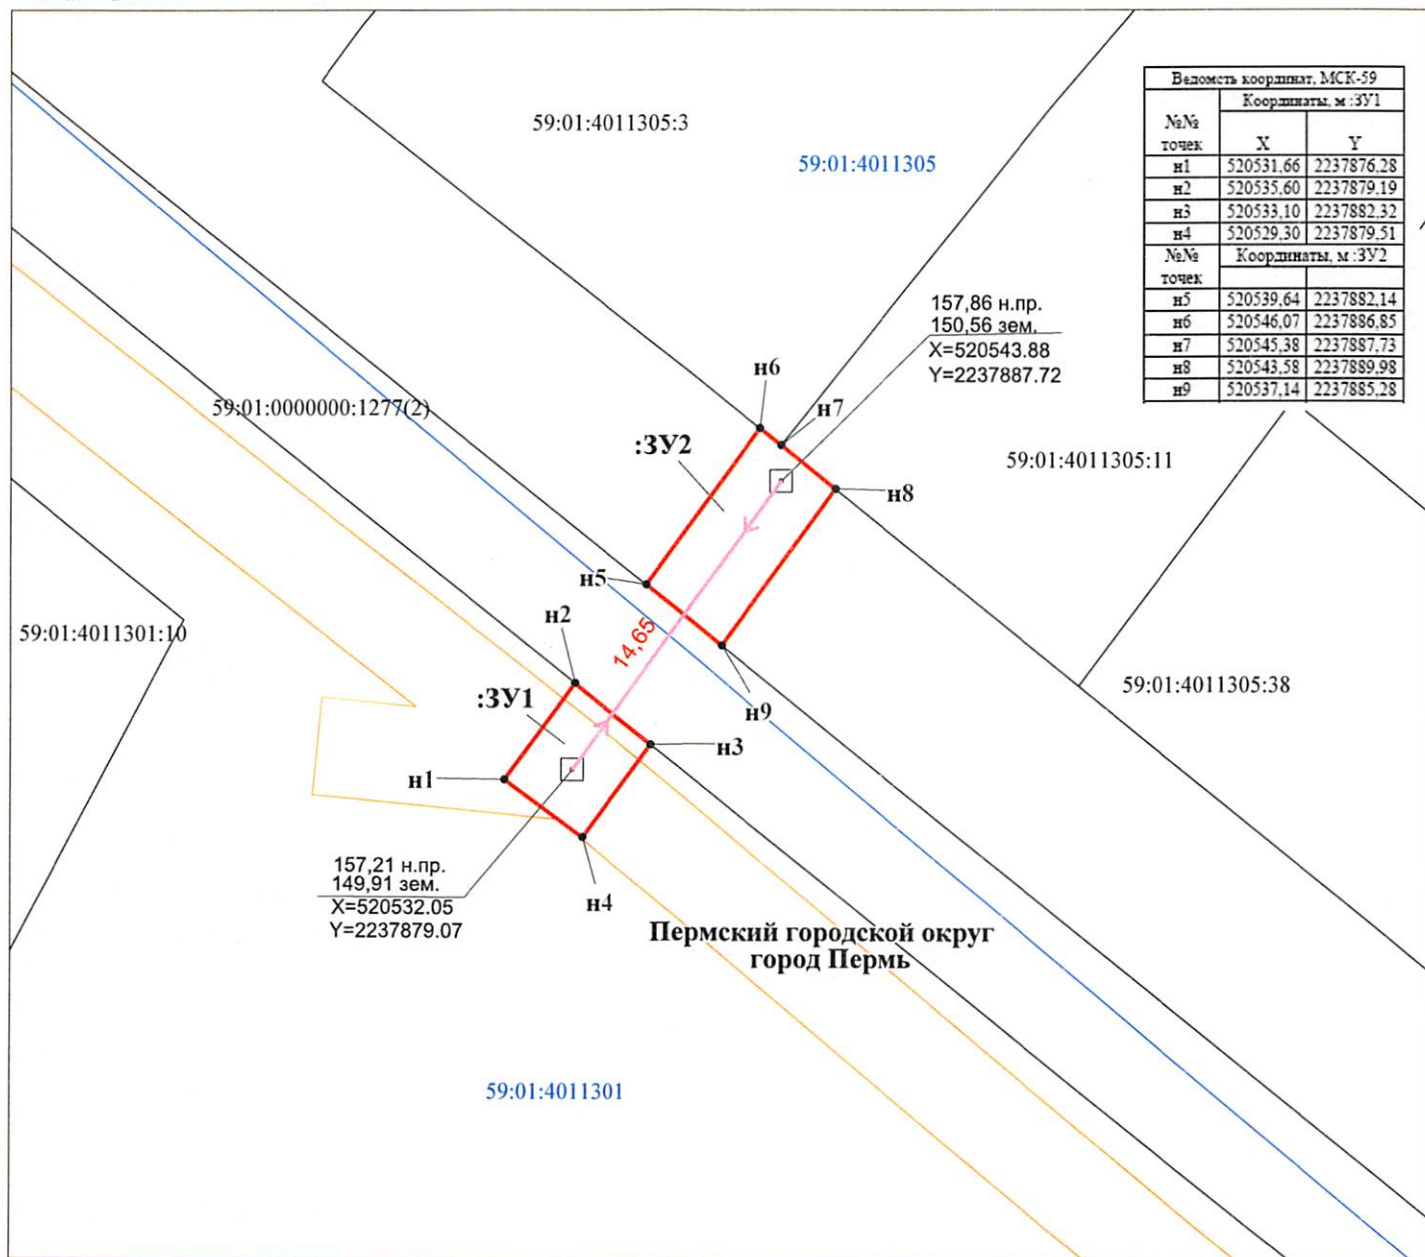 Ведомсть координат, МСК-59
Координаты, м :ЗУ1
№№ точек
X Y
н1 520531,66 2237876,28
н2 520535,60 2237879,19
н3 520533,10 2237882,32
н4 520529,30 2237879,51
№№ точек
Координаты, м :ЗУ2
н5 520539,64 2237882,14
н6 520546,07 2237886,85
н7 520545,38 2237887,73
н8 520543,58 2237889,98
н9 520537,14 2237885,28
59:01:4011305:3
59:01:4011305
157,86 н.пр.
150,56 зем.
X=520543.88
Y=2237887.72
н6
н7
59:01:0000000:1277(2)
:ЗУ2
59:01:4011305:11
н8
н5
14,65
н2
59:01:4011301:10
59:01:4011305:38
:ЗУ1
н9
н3
н1
157,21 н.пр.
149,91 зем.
X=520532.05
Y=2237879.07
н4
Пермский городской округ
город Пермь
59:01:4011301